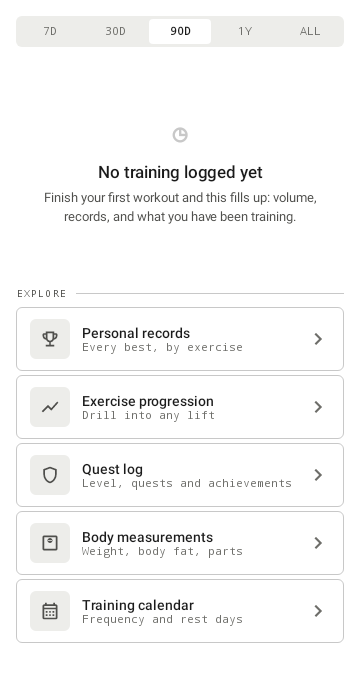 7D 30D 90D 1Y ALL
No training logged yet
Finish your first workout and this fills up: volume,
records, and what you have been training.
EXPLORE
Personal records
Every best, by exercise
Exercise progression
Drill into any lift
Quest log
Level, quests and achievements
Body measurements
Weight, body fat, parts
Training calendar
Frequency and rest days